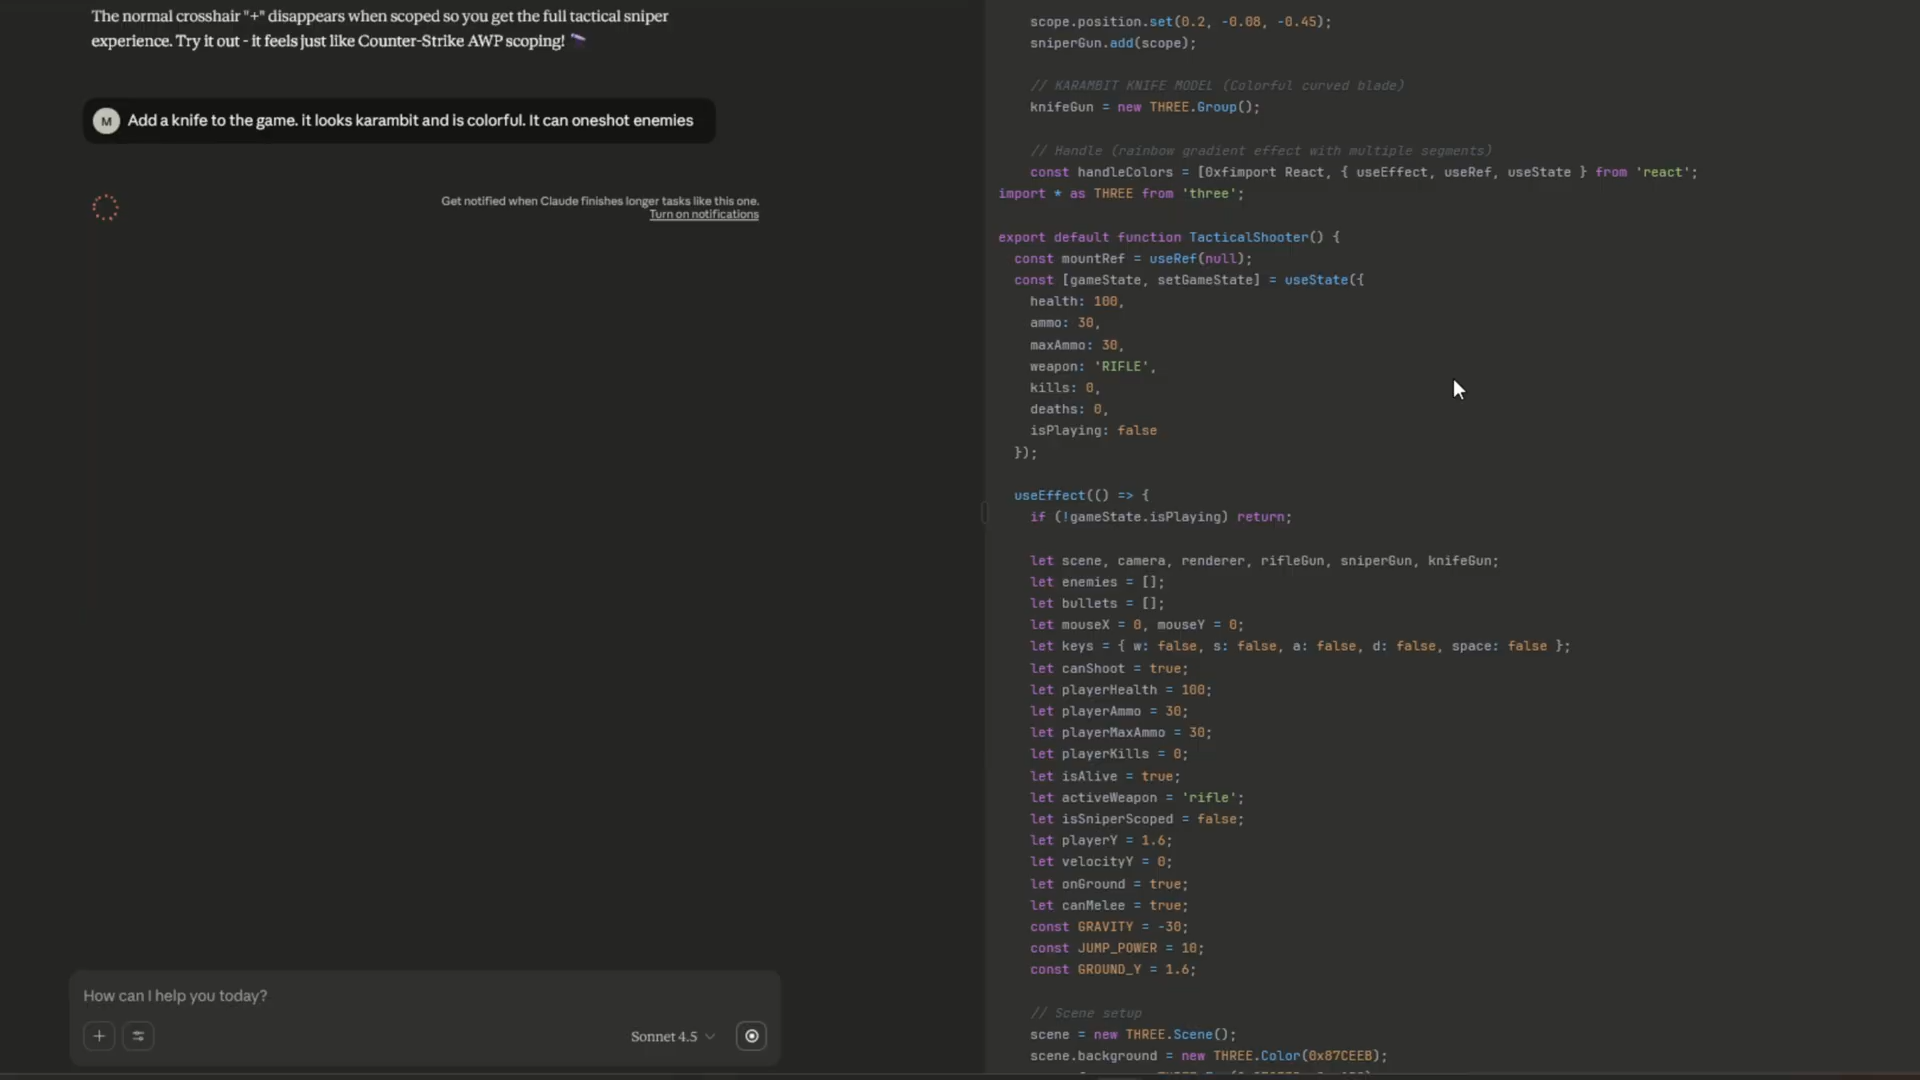 The normal crosshair "+" disappears when scoped so you get the full tactical sniper
experience. Try it out - it feels just like Counter-Strike AWP scoping!
M
Add a knife to the game. it looks karambit and is colorful. It can oneshot enemies
Get notified when Claude finishes longer tasks like this one.
Turn on notifications
How can I help you today?
Sonnet 4.5
scope.position.set(0.2, -0.08, -0.45);
sniperGun.add(scope);
// KARAMBIT KNIFE MODEL (Colorful curved blade)
knifeGun = new THREE.Group();
// Handle (rainbow gradient effect with multiple segments)
const handleColors = [0xfimport React, { useEffect, useRef, useState } from 'react';
import * as THREE from 'three';
export default function TacticalShooter() {
const mountRef = useRef(null);
const [gameState, setGameState] = useState({
health: 100,
ammo: 30,
maxAmmo: 30,
weapon: 'RIFLE',
kills: 0,
deaths: 0,
isPlaying: false
});
useEffect(() => {
if (!gameState.isPlaying) return;
let scene, camera, renderer, rifleGun, sniperGun, knifeGun;
let enemies = [];
let bullets = [];
let mouseX = 0, mouseY = 0;
let keys = { w: false, s: false, a: false, d: false, space: false };
let canShoot = true;
let playerHealth = 100;
let playerAmmo = 30;
let playerMaxAmmo = 30;
let playerKills = 0;
let isAlive = true;
let activeWeapon = 'rifle';
let isSniperScoped = false;
let playerY = 1.6;
let velocityY = 0;
let onGround = true;
let canMelee = true;
const GRAVITY = -30;
const JUMP_POWER = 10;
const GROUND_Y = 1.6;
// Scene setup
scene = new THREE.Scene();
scene.background = new THREE.Color(0x87CEEB);